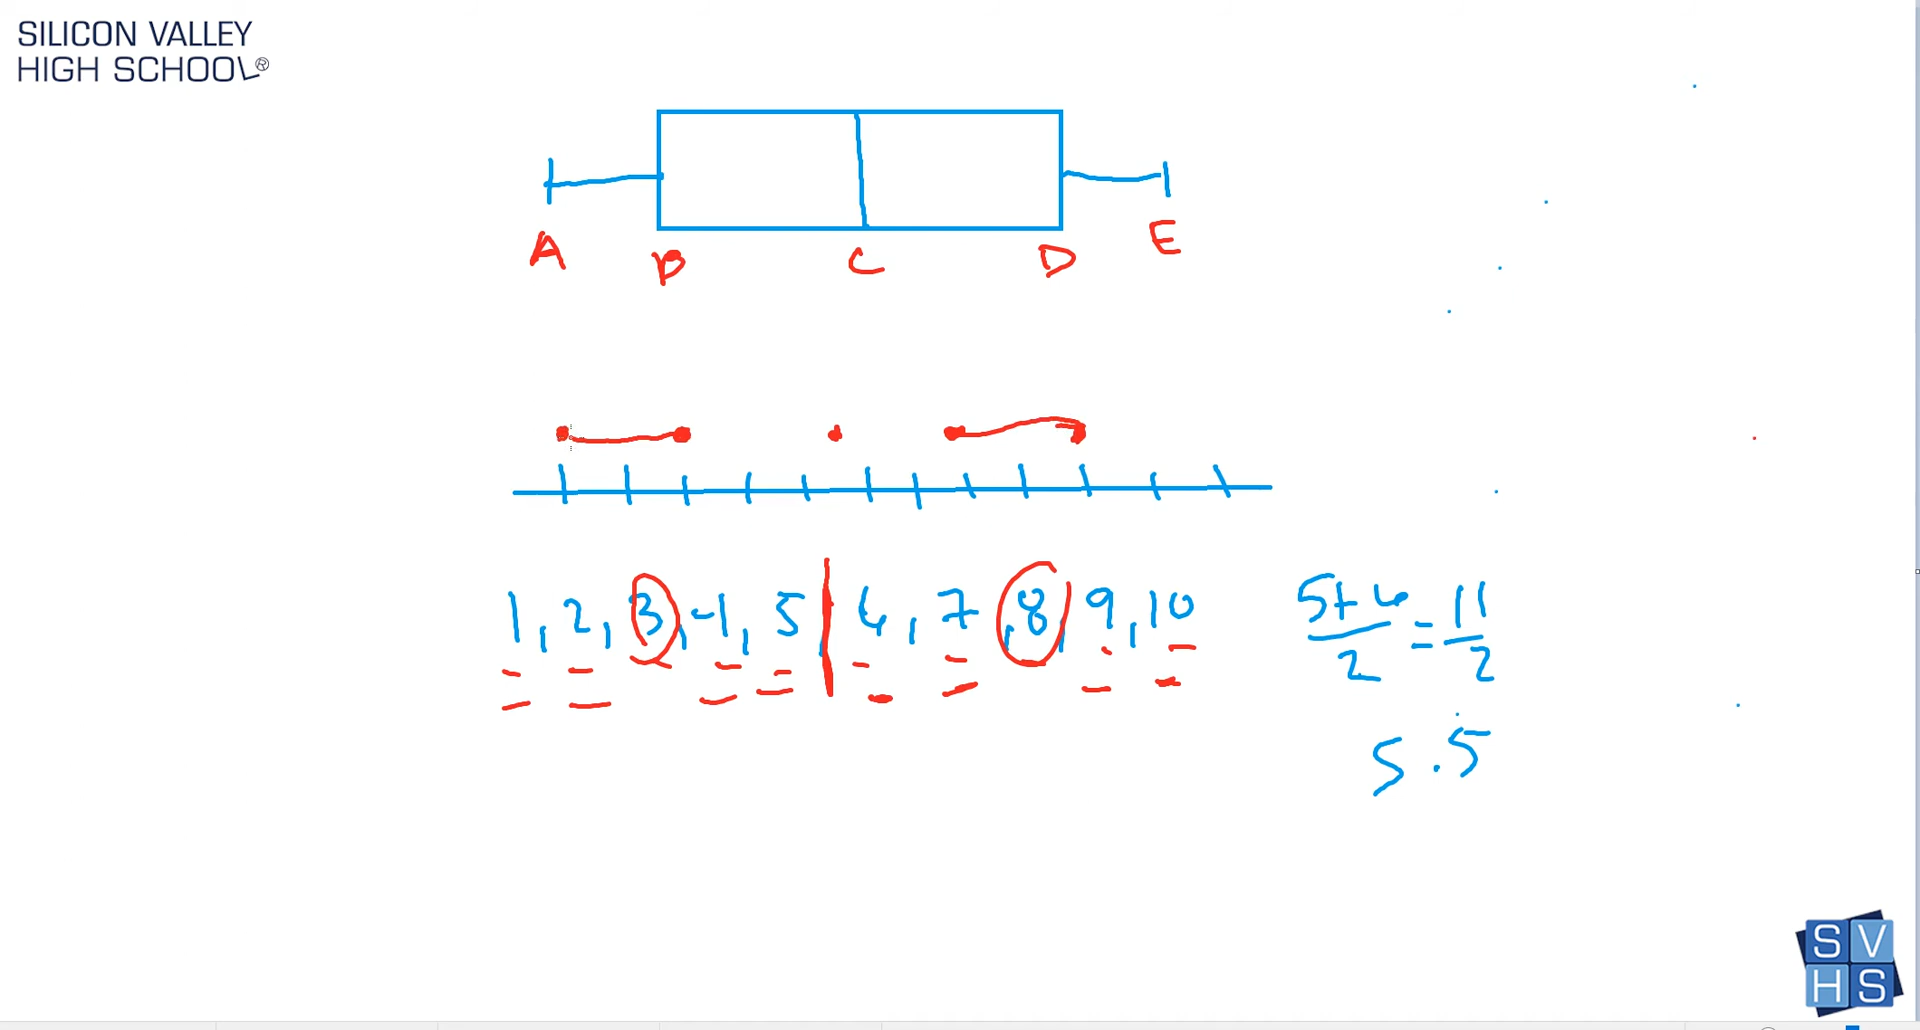 SILICON VALLEY
HIGH SCHOOL®
A B C D E
1, 2, 3, 4, 5, 6, 7, 8, 9, 10
5+6/2 = 11/2
5.5
SV
HS